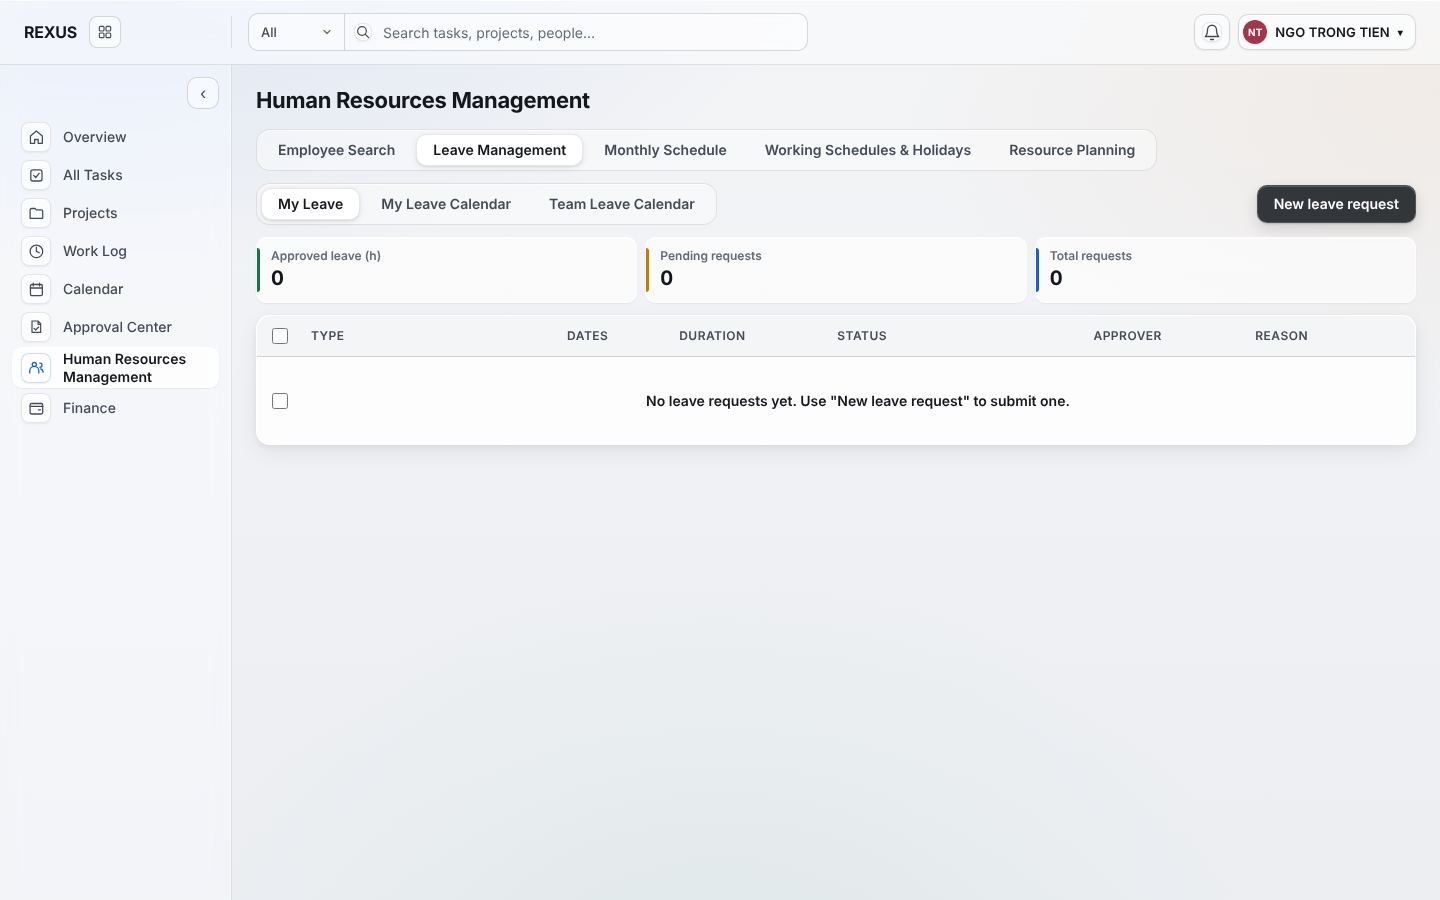 REXUS
All
Search tasks, projects, people...
NT
NGO TRONG TIEN
Overview
All Tasks
Projects
Work Log
Calendar
Approval Center
Human Resources
Management
Finance
Human Resources Management
Employee Search
Leave Management
Monthly Schedule
Working Schedules & Holidays
Resource Planning
My Leave
My Leave Calendar
Team Leave Calendar
New leave request
Approved leave (h)
0
Pending requests
0
Total requests
0
TYPE
DATES
DURATION
STATUS
APPROVER
REASON
No leave requests yet. Use "New leave request" to submit one.